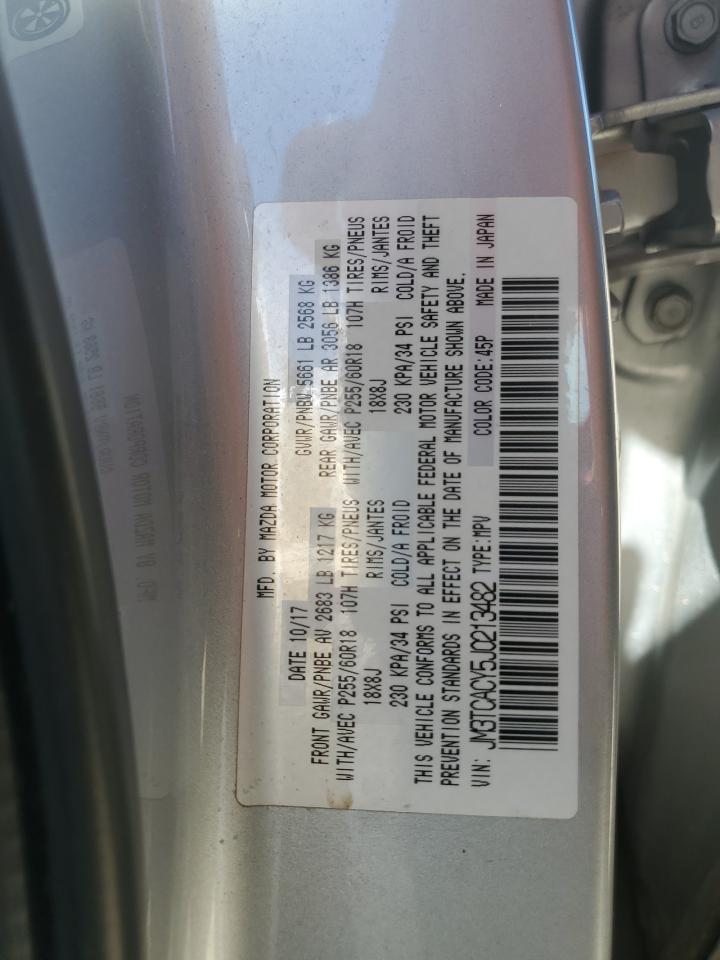 MFD. BY MAZDA MOTOR CORPORATION
DATE 10/17 GVWR/PNBV 5661 LB 2568 KG
FRONT GAWR/PNBE AV 2683 LB 1217 KG REAR GAWR/PNBE AR 3056 LB 1386 KG
WITH/AVEC P255/60R18 107H TIRES/PNEUS WITH/AVEC P255/60R18 107H TIRES/PNEUS
18X8J RIMS/JANTES 18X8J RIMS/JANTES
230 KPA/34 PSI COLD/A FROID 230 KPA/34 PSI COLD/A FROID
THIS VEHICLE CONFORMS TO ALL APPLICABLE FEDERAL MOTOR VEHICLE SAFETY AND THEFT
PREVENTION STANDARDS IN EFFECT ON THE DATE OF MANUFACTURE SHOWN ABOVE.
VIN: JM3TCACY5J0213482 TYPE:MPV COLOR CODE:45P MADE IN JAPAN
8